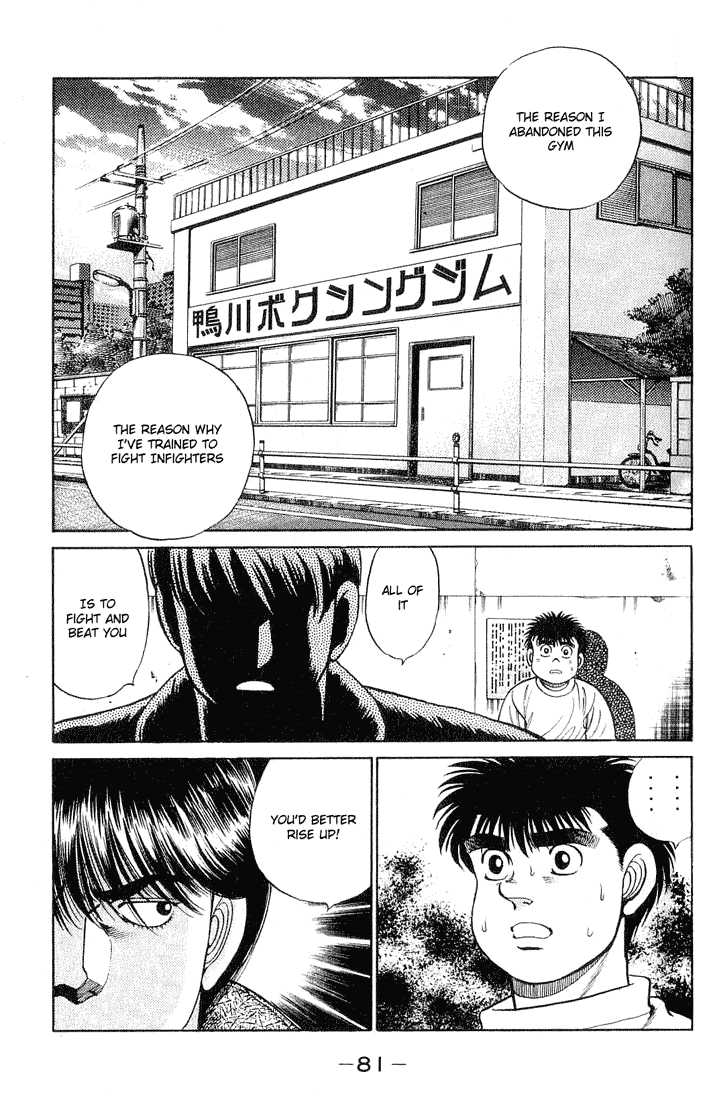 THE REASON I
ABANDONED THIS
GYM
鴨川ボクシングジム
THE REASON WHY
I'VE TRAINED TO
FIGHT INFIGHTERS
ALL OF
IT
IS TO
FIGHT AND
BEAT YOU
. . . .
. . . .
YOU'D BETTER
RISE UP!
—81—